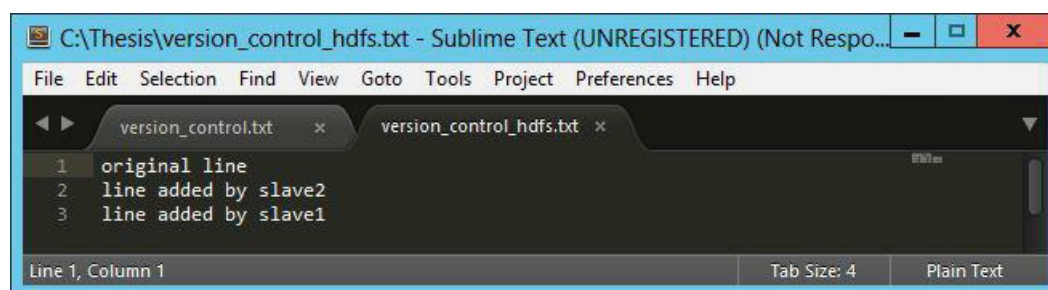 C:\Thesis\version_control_hdfs.txt - Sublime Text (UNREGISTERED) (Not Respo...
File Edit Selection Find View Goto Tools Project Preferences Help
version_control.txt × version_control_hdfs.txt ×
1 original line
2 line added by slave2
3 line added by slave1
Line 1, Column 1 Tab Size: 4 Plain Text